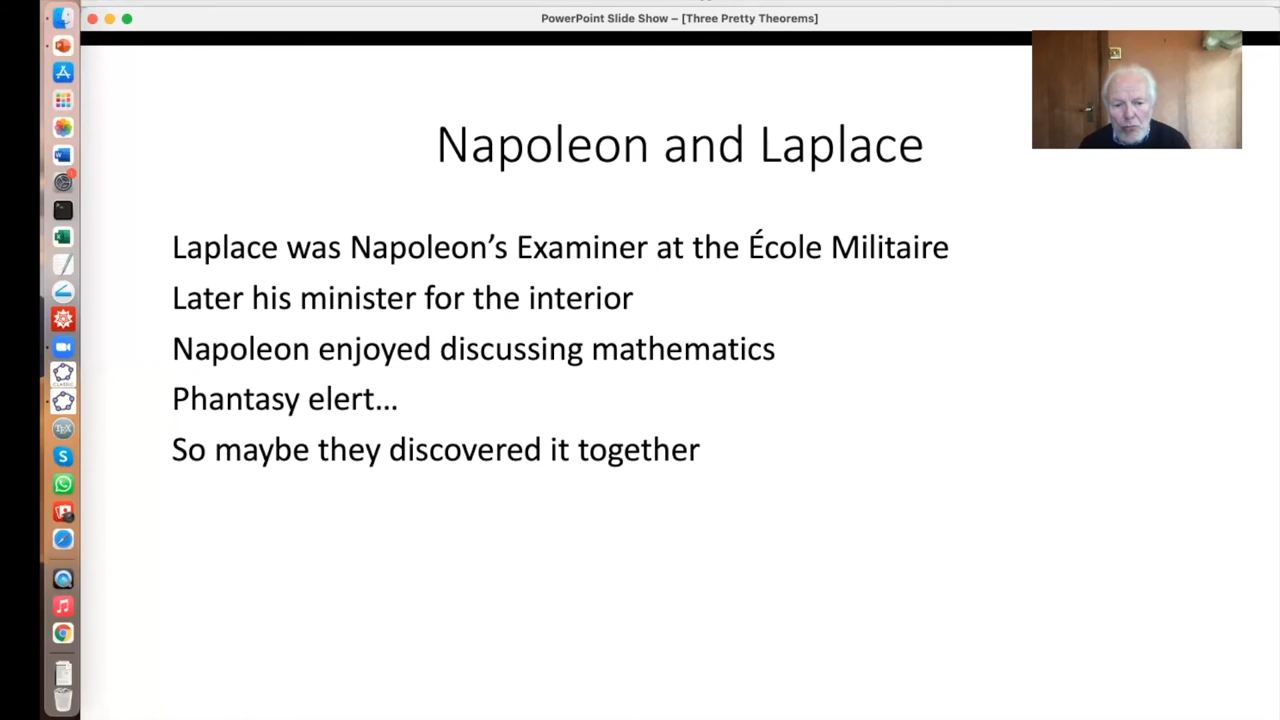 PowerPoint Slide Show – [Three Pretty Theorems]
Napoleon and Laplace
Laplace was Napoleon’s Examiner at the École Militaire
Later his minister for the interior
Napoleon enjoyed discussing mathematics
Phantasy elert...
So maybe they discovered it together